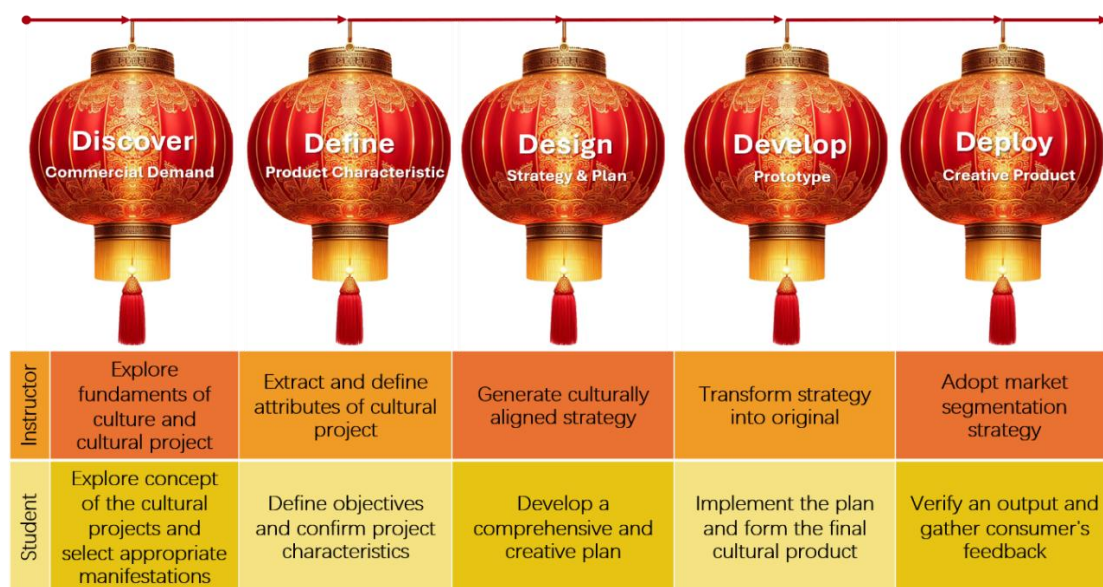 Discover
Commercial Demand
Define
Product Characteristic
Design
Strategy & Plan
Develop
Prototype
Deploy
Creative Product
Instructor
Explore
fundaments of
culture and
cultural project
Extract and define
attributes of cultural
project
Generate culturally
aligned strategy
Transform strategy
into original
Adopt market
segmentation
strategy
Student
Explore concept
of the cultural
projects and
select appropriate
manifestations
Define objectives
and confirm project
characteristics
Develop a
comprehensive and
creative plan
Implement the plan
and form the final
cultural product
Verify an output and
gather consumer's
feedback